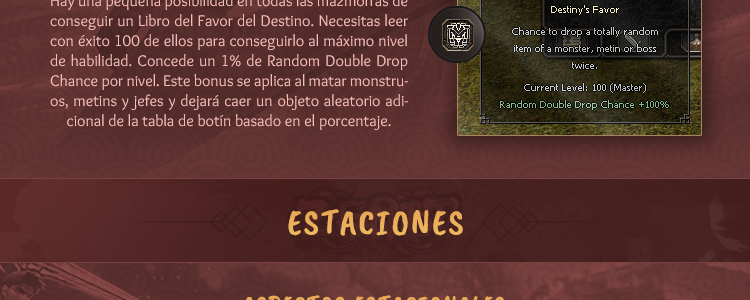 Hay una pequeña posibilidad en todas las mazmorras de
conseguir un Libro del Favor del Destino. Necesitas leer
con éxito 100 de ellos para conseguirlo al máximo nivel
de habilidad. Concede un 1% de Random Double Drop
Chance por nivel. Este bonus se aplica al matar monstru-
os, metins y jefes y dejará caer un objeto aleatorio adi-
cional de la tabla de botín basado en el porcentaje.
Destiny's Favor
Chance to drop a totally random
item of a monster, metin or boss
twice.
Current Level: 100 (Master)
Random Double Drop Chance +100%
ESTACIONES
ASPECTOS ESTACIONALES